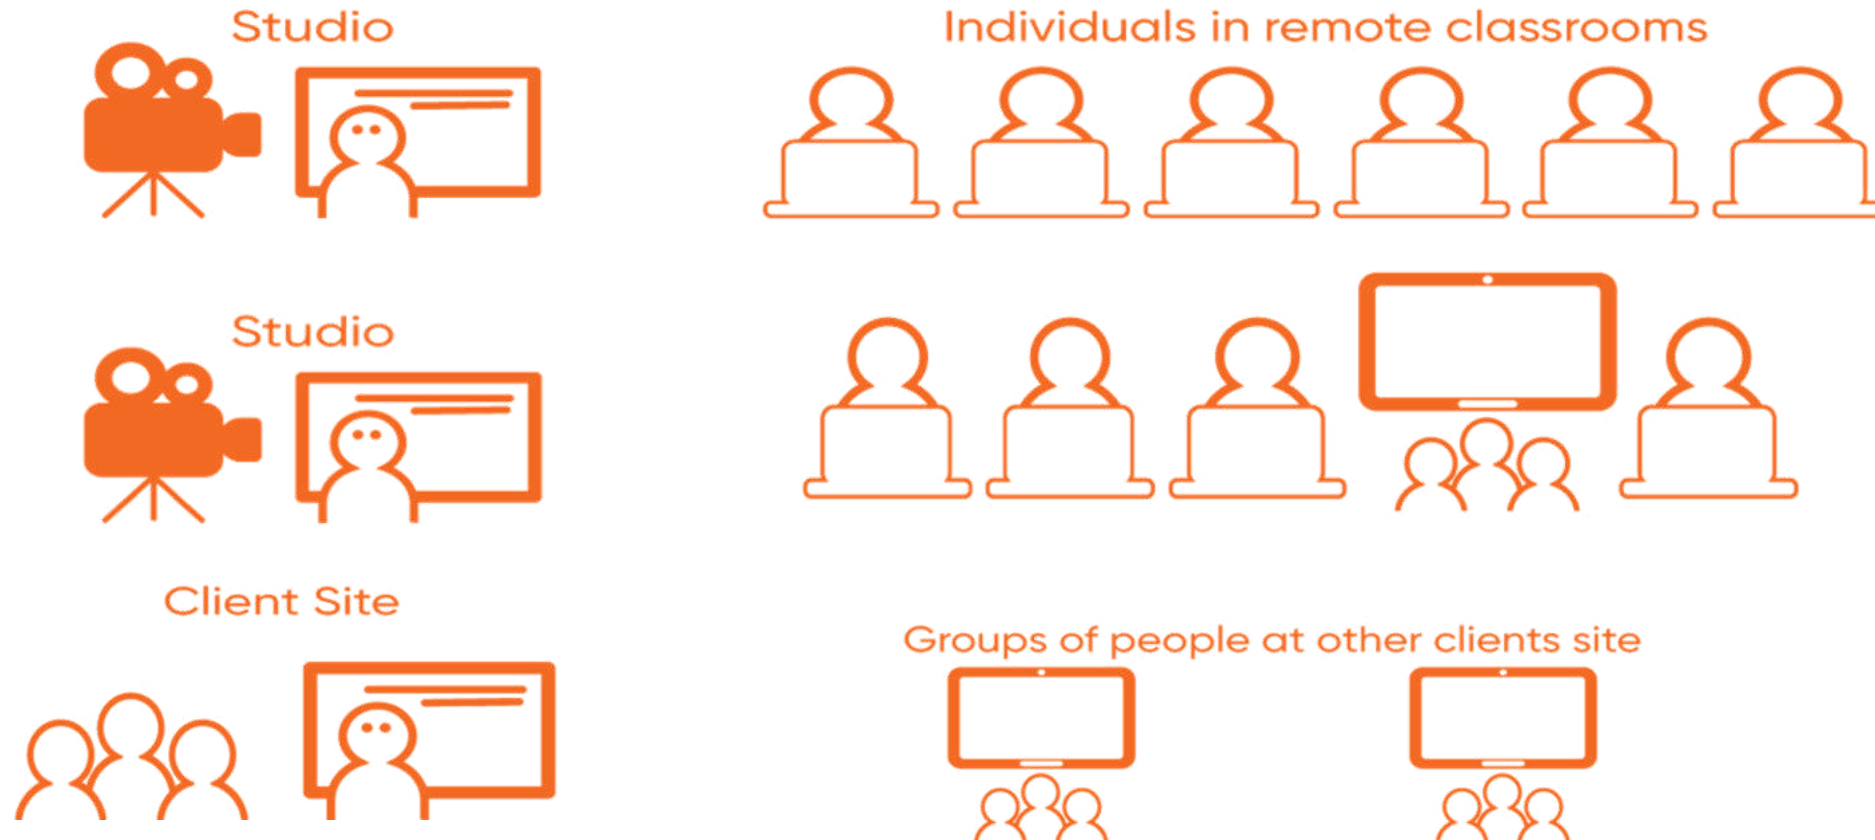 Studio
Individuals in remote classrooms
Studio
Client Site
Groups of people at other clients site